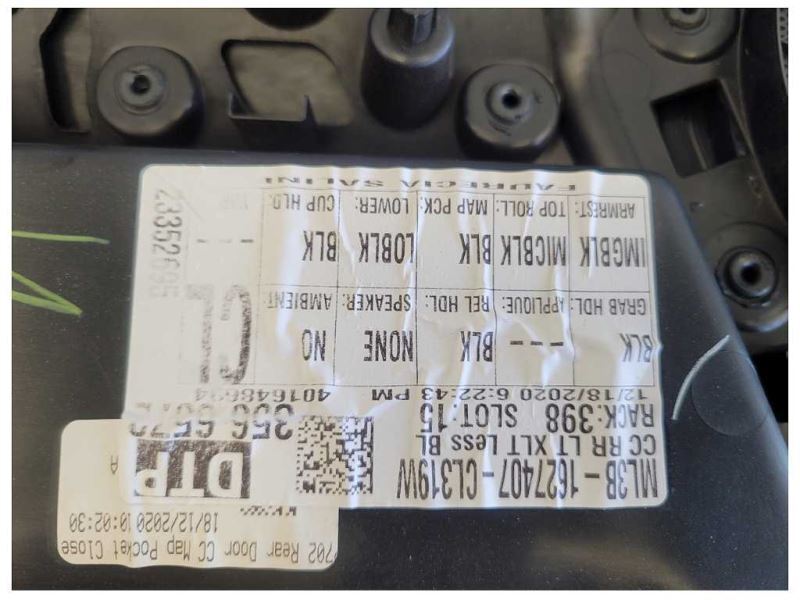 702 Rear Door CC Map Pocket Close
18/12/2020 10:02:30
A
DTP
ML3B-1627407-CL319W
CC RR LT XLT Less BL
RACK:398 SLOT:15
12/18/2020 6:22:43 PM
BLK --- BLK NONE NO
GRAB HDL: APPLIQUE: REL HDL: SPEAKER: AMBIENT:
IMGBLK MICBLK BLK LOBLK BLK ---
ARMREST: TOP ROLL: MAP PCK: LOWER: CUP HLD:
FAURECIA SALINE